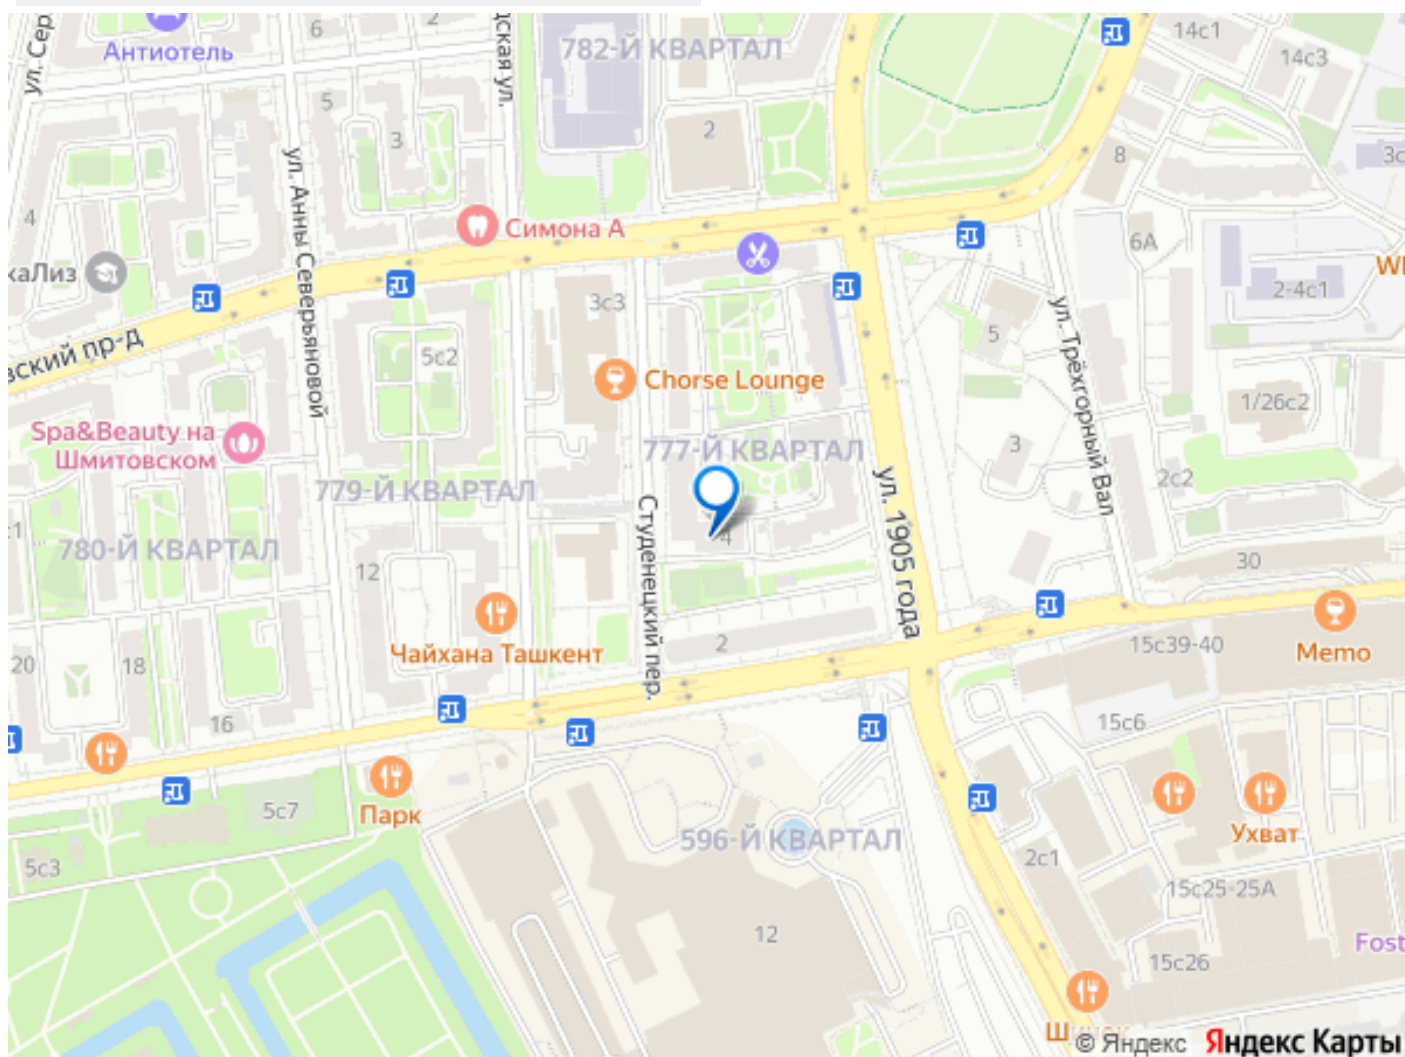 6
2
14с1
782-Й КВАРТАЛ
14с3
Антиотель
ул. Сер
дская ул.
5
3
2
8
3с
ул. Анны Северьяновой
4
Симона А
6А
каЛиз
Wh
2-4с1
3с3
ул. Трёхгорный Вал
5
вский пр-д
5с2
Chorse Lounge
1/26с2
Spa&Beauty на
Шмитовском
777-Й КВАРТАЛ
3
2с2
779-Й КВАРТАЛ
ул. 1905 года
Студенецкий пер.
с1
780-Й КВАРТАЛ
4
30
12
2
15с39-40
Чайхана Ташкент
Memo
20
18
16
15с6
5с7
Парк
596-Й КВАРТАЛ
Ухват
5с3
2с1
15с25-25А
12
Fost
15с26
© Яндекс
Яндекс Карты